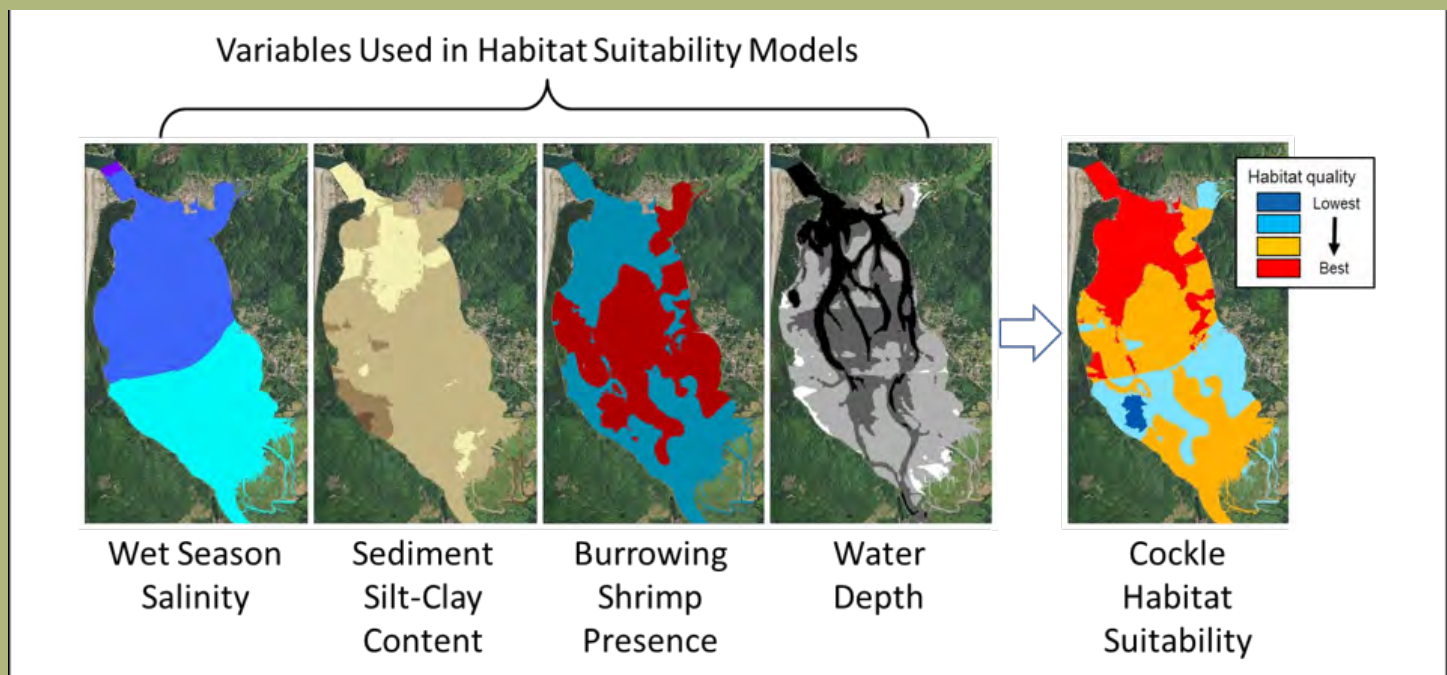 Variables Used in Habitat Suitability Models
Habitat quality
Lowest
Best
Wet Season
Salinity
Sediment
Silt-Clay
Content
Burrowing
Shrimp
Presence
Water
Depth
Cockle
Habitat
Suitability